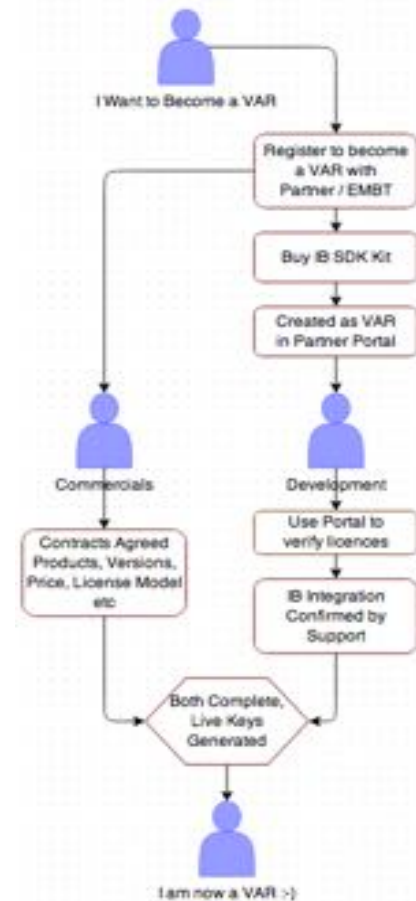 I Want to Become a VAR
Register to become
a VAR with
Partner / EMBT
Buy IB SDK Kit
Created as VAR
in Partner Portal
Commercials
Development
Contracts Agreed
Products, Versions,
Price, License Model
etc
Use Portal to
verify licences
IB Integration
Confirmed by
Support
Both Complete,
Live Keys
Generated
I am now a VAR :-)